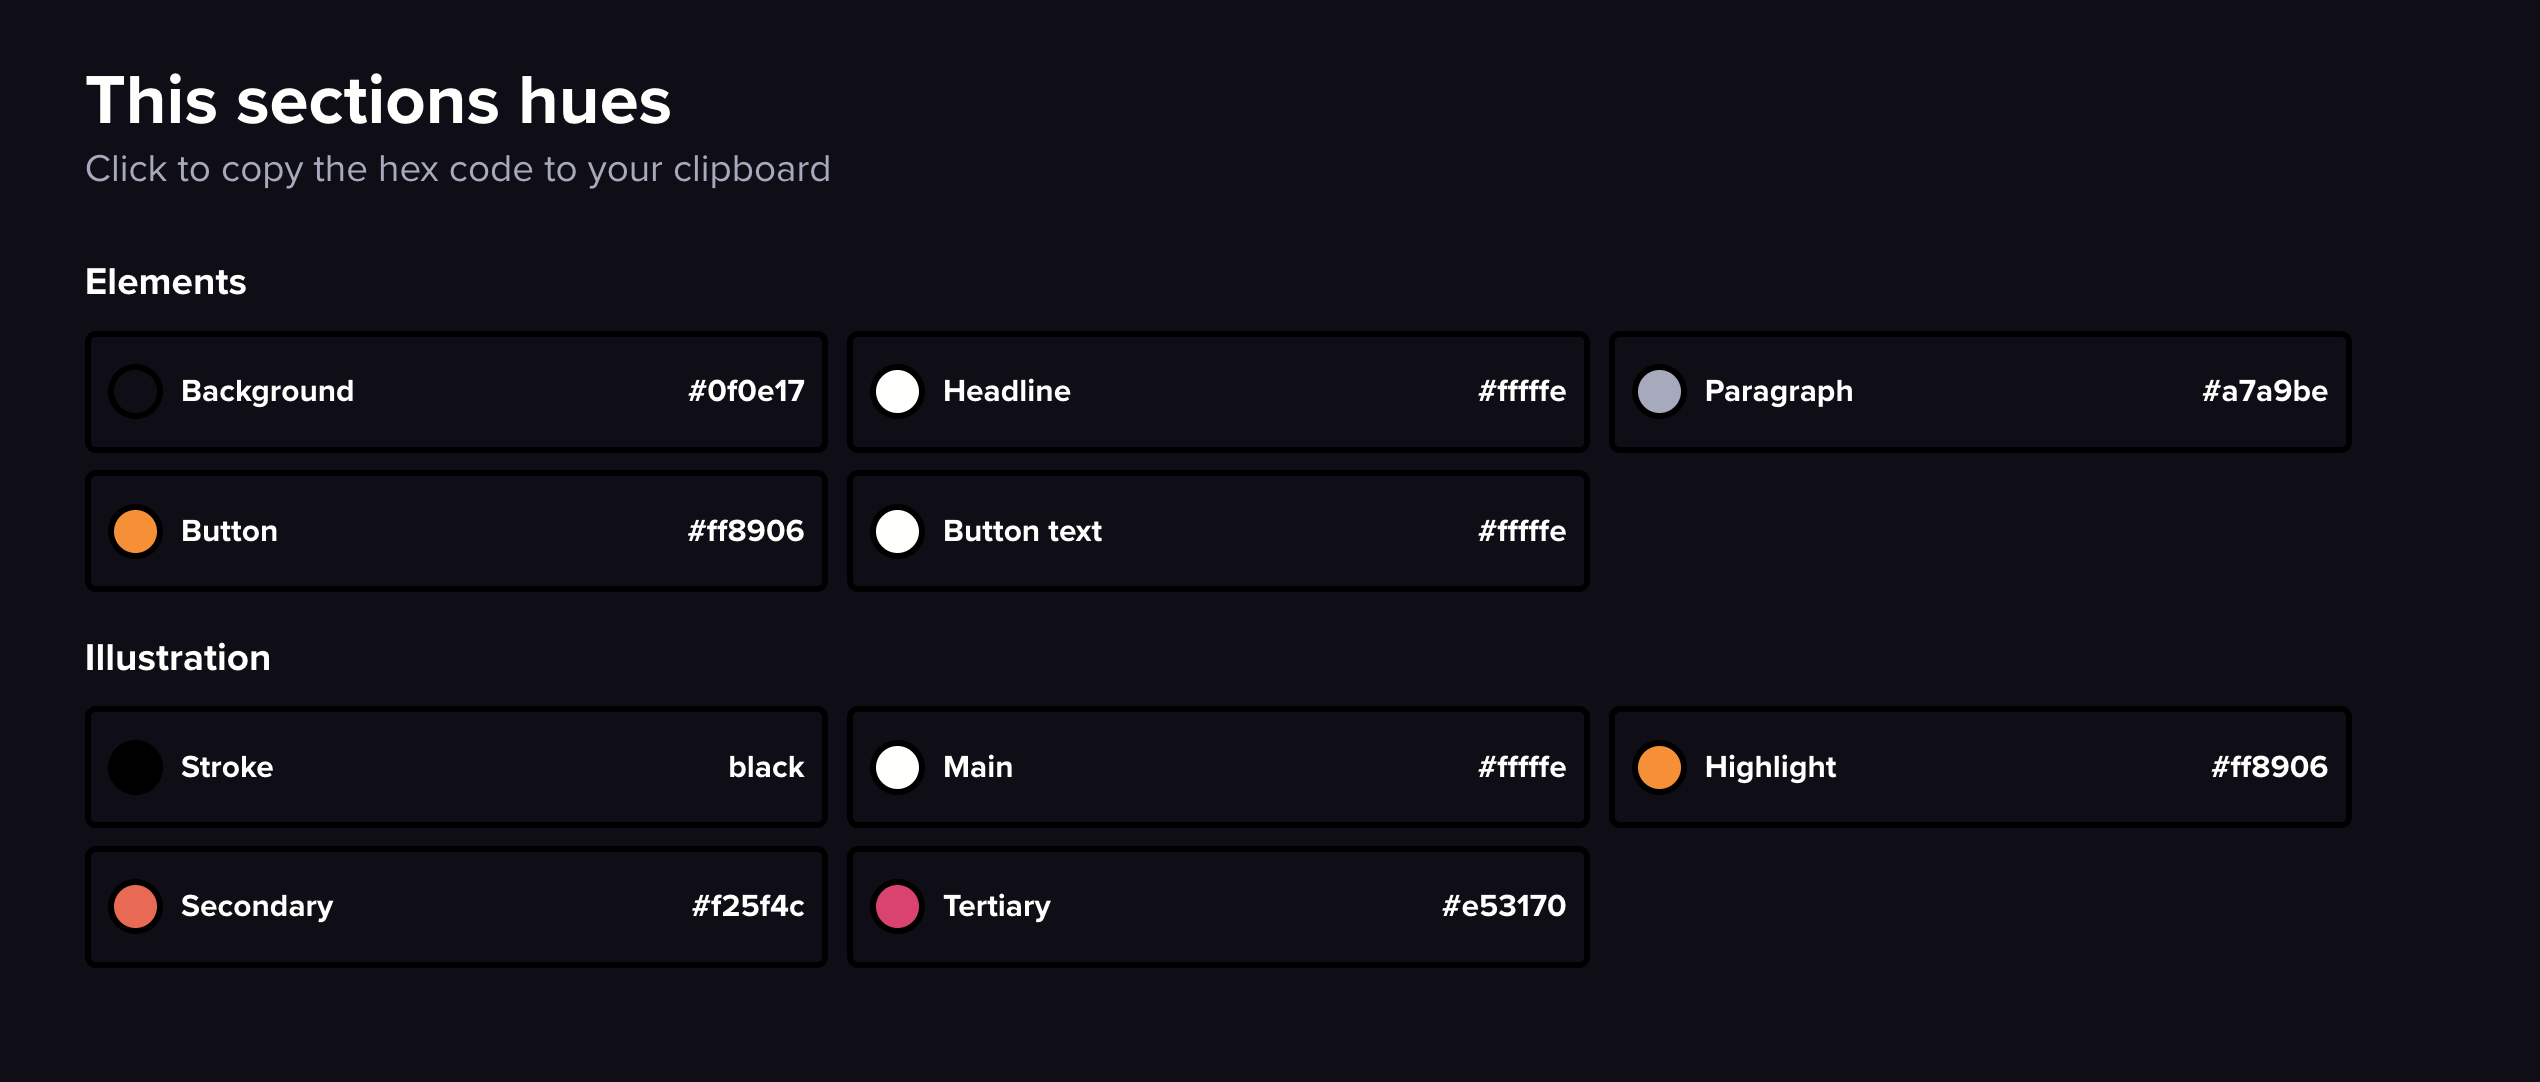 This sections hues
Click to copy the hex code to your clipboard
Elements
Background #0f0e17
Headline #fffffe
Paragraph #a7a9be
Button #ff8906
Button text #fffffe
Illustration
Stroke black
Main #fffffe
Highlight #ff8906
Secondary #f25f4c
Tertiary #e53170